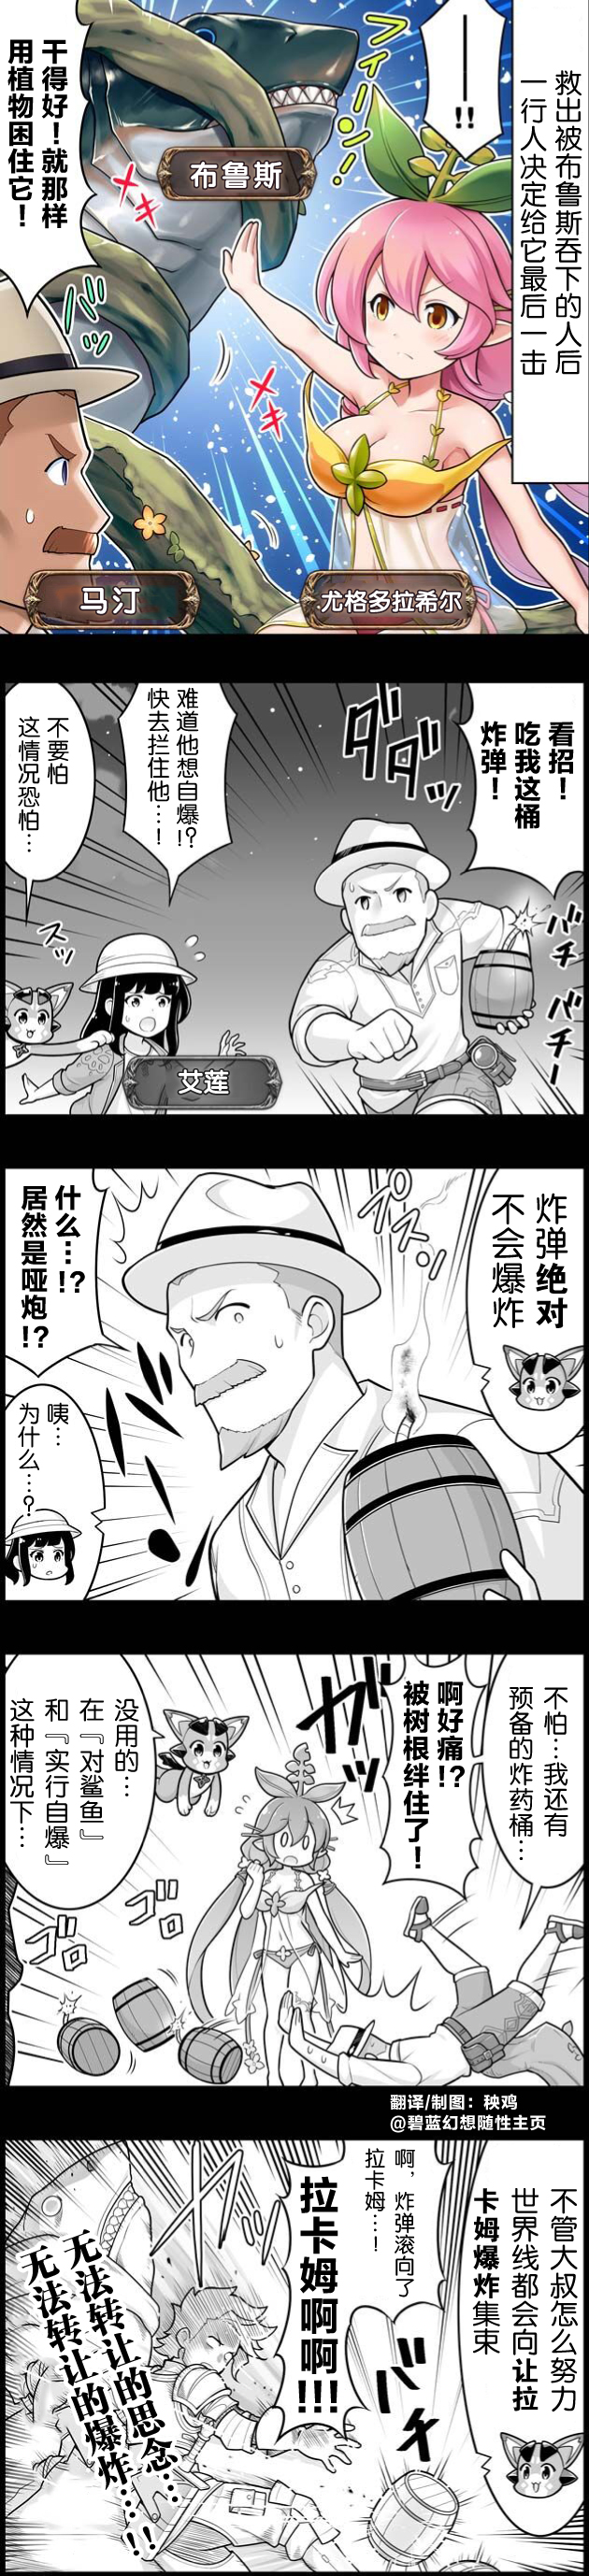 救出被布鲁斯吞下的人后
一行人决定给它最后一击
——!!
フィーン!
布鲁斯
干得好！就那样
用植物困住它！
メキ
バッ
メキ
马汀
尤格多拉希尔
看招！
吃我这桶
炸弹！
ダダッ
难道他想自爆!?
快去拦住他…！
不要怕
这情况恐怕…
バチ
バチー
スッ
艾莲
炸弹绝对
不会爆炸
プスン
什么…!?
居然是哑炮!?
咦…
为什么…？
不怕…我还有
预备的炸药桶…
啊好痛!?
被树根绊住了！
ガッ
没用的…
在『对鲨鱼』
和『实行自爆』
这种情况下…
ゴロ
ゴロ
翻译/制图：秧鸡
@碧蓝幻想随性主页
不管大叔怎么努力
世界线都会向让拉
卡姆爆炸集束
啊，炸弹滚向了
拉卡姆…！
拉卡姆啊啊!!!
バチ
无法转让的思念…
无法转让的爆炸…!!